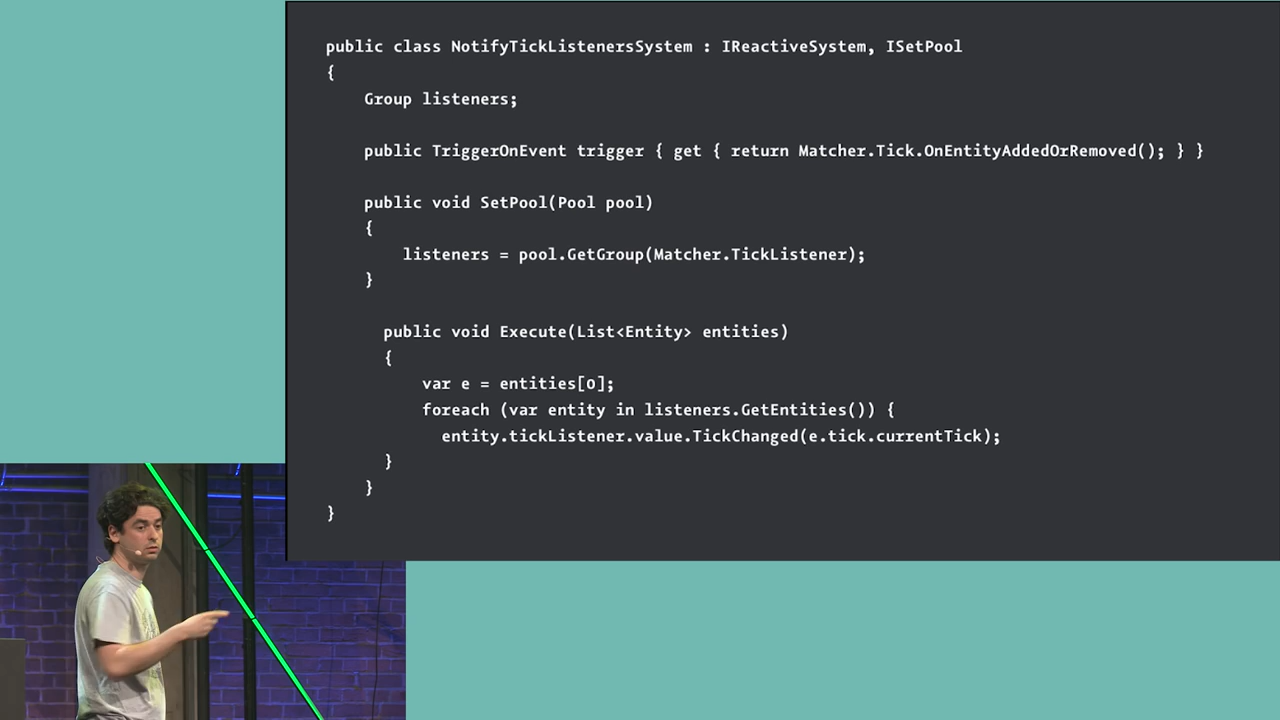 public class NotifyTickListenersSystem : IReactiveSystem, ISetPool
{
Group listeners;
public TriggerOnEvent trigger { get { return Matcher.Tick.OnEntityAddedOrRemoved(); } }
public void SetPool(Pool pool)
{
listeners = pool.GetGroup(Matcher.TickListener);
}
public void Execute(List<Entity> entities)
{
var e = entities[0];
foreach (var entity in listeners.GetEntities()) {
entity.tickListener.value.TickChanged(e.tick.currentTick);
}
}
}